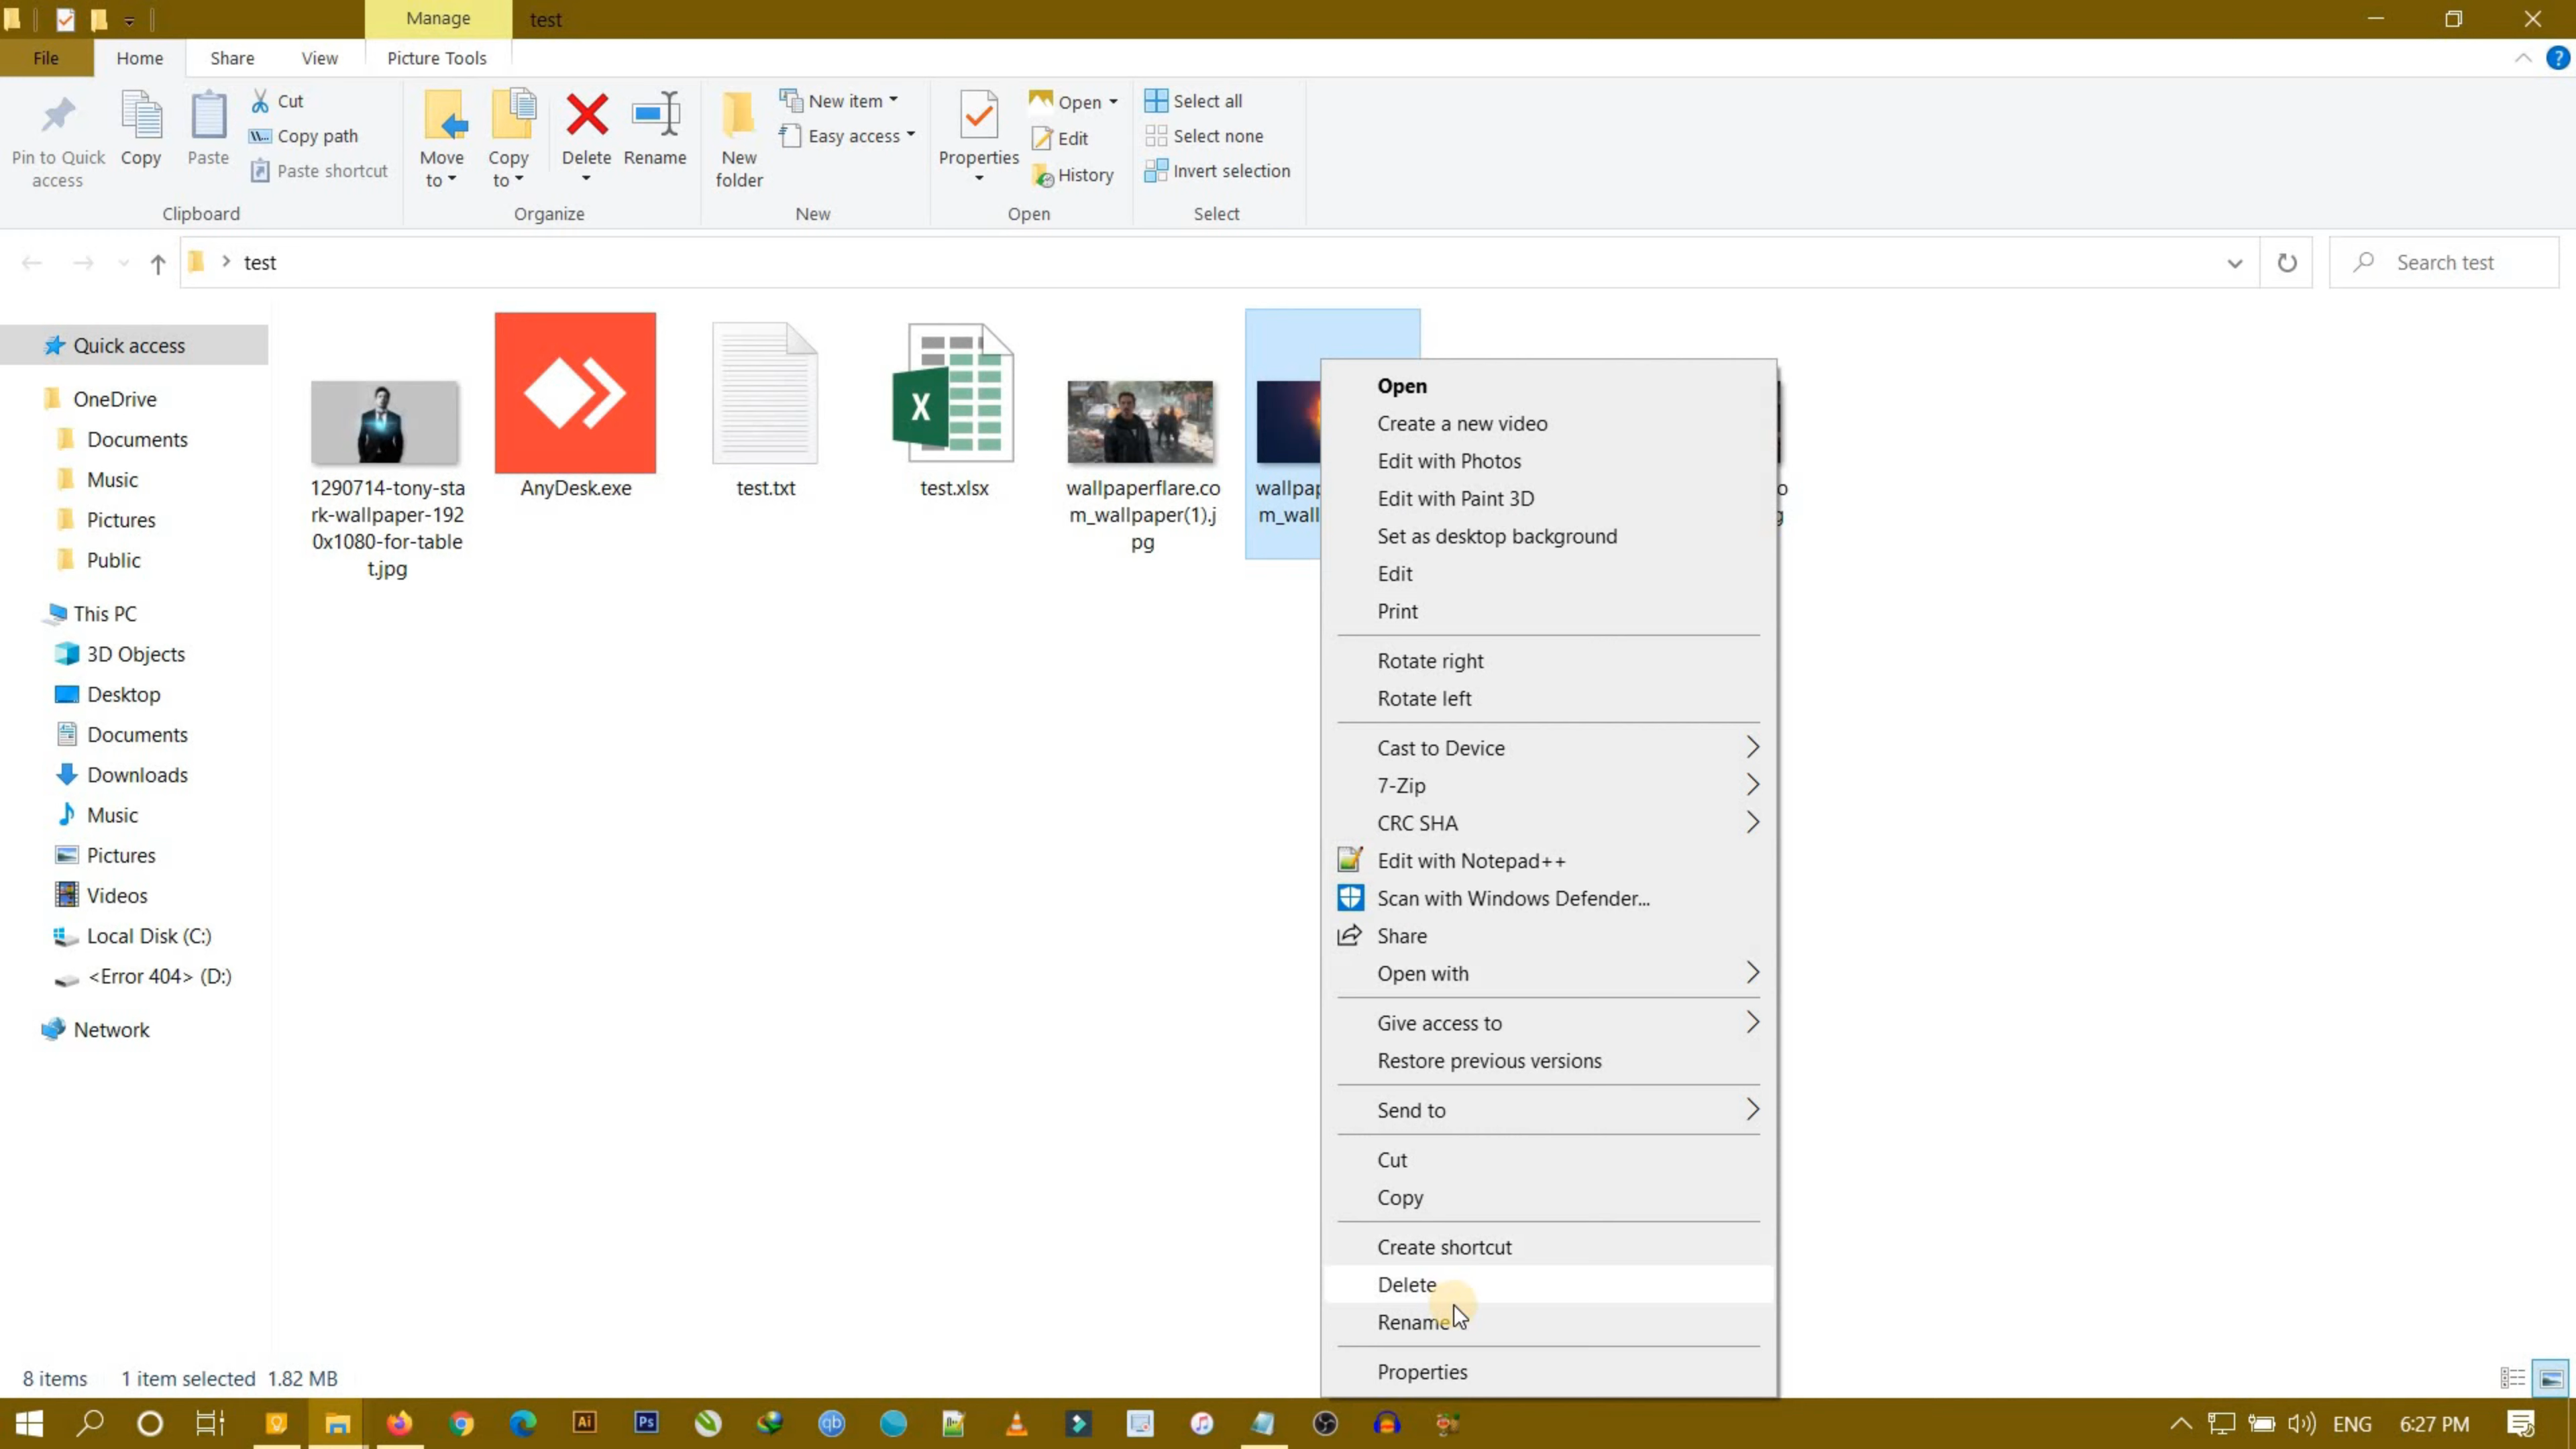 Manage
test
File
Home
Share
View
Picture Tools
?
Pin to Quick
access
Copy
Paste
Cut
Copy path
Paste shortcut
Clipboard
Move
to
Copy
to
Delete
Rename
Organize
New
folder
New item
Easy access
New
Properties
Open
Edit
History
Open
Select all
Select none
Invert selection
Select
test
Search test
Quick access
OneDrive
Documents
Music
Pictures
Public
This PC
3D Objects
Desktop
Documents
Downloads
Music
Pictures
Videos
Local Disk (C:)
<Error 404> (D:)
Network
1290714-tony-sta
rk-wallpaper-192
0x1080-for-table
t.jpg
AnyDesk.exe
test.txt
X
test.xlsx
wallpaperflare.co
m_wallpaper(1).j
pg
wallpap
m_wall
o
g
Open
Create a new video
Edit with Photos
Edit with Paint 3D
Set as desktop background
Edit
Print
Rotate right
Rotate left
Cast to Device
7-Zip
CRC SHA
Edit with Notepad++
Scan with Windows Defender...
Share
Open with
Give access to
Restore previous versions
Send to
Cut
Copy
Create shortcut
Delete
Rename
Properties
8 items
1 item selected 1.82 MB
Ai
Ps
qb
ENG
6:27 PM